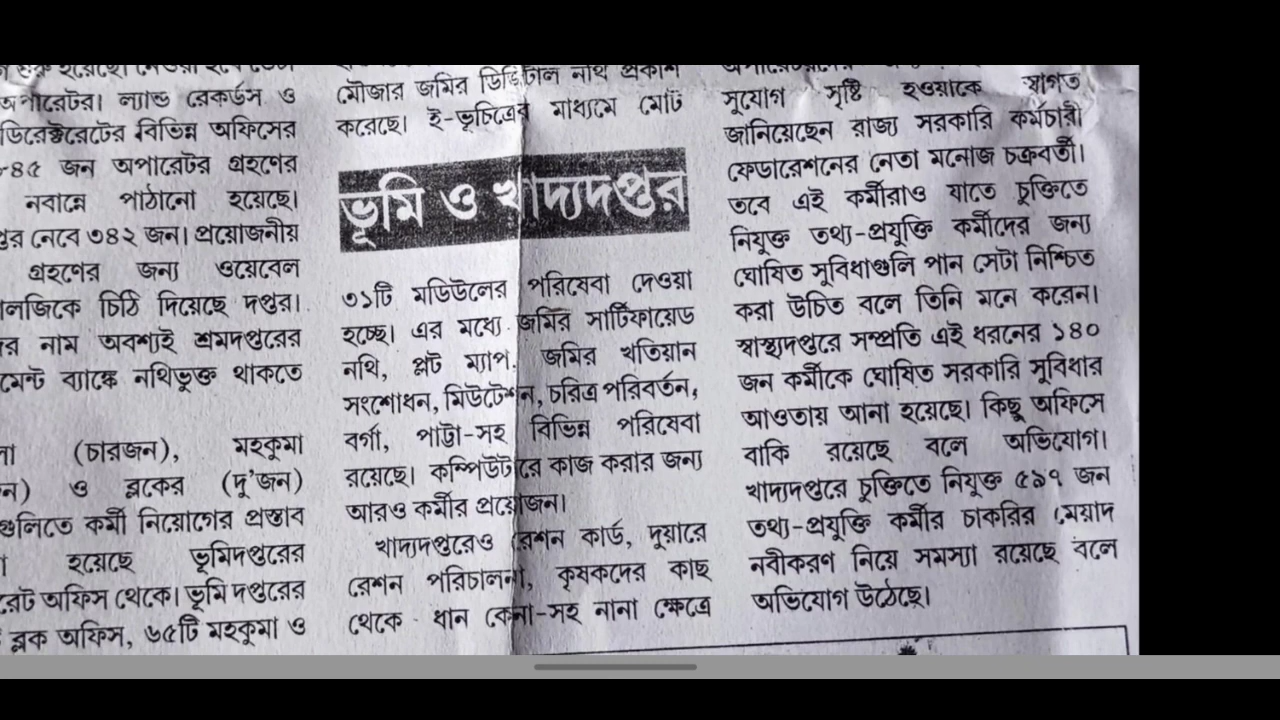 অপারেটর। ল্যান্ড রেকর্ডস ও
ডিরেক্টরেটের বিভিন্ন অফিসের
৮৪৫ জন অপারেটর গ্রহণের
নবান্নে পাঠানো হয়েছে।
নেবে ৩৪২ জন। প্রয়োজনীয়
গ্রহণের জন্য ওয়েবেল
চিঠি দিয়েছে দপ্তর।
নাম অবশ্যই শ্রমদপ্তরের
ব্যাঙ্কে নথিভুক্ত থাকতে
(চারজন), মহকুমা
ও ব্লকের (দু'জন)
কর্মী নিয়োগের প্রস্তাব
হয়েছে ভূমিদপ্তরের
অফিস থেকে। ভূমি দপ্তরের
ব্লক অফিস, ৬৫টি মহকুমা ও
মৌজার জমির ডিজিটাল নথি প্রকাশ
করেছে। ই-ভূচিত্রের মাধ্যমে মোট
ভূমি ও খাদ্যদপ্তর
৩১টি মডিউলের পরিষেবা দেওয়া
হচ্ছে। এর মধ্যে জমির সার্টিফায়েড
নথি, প্লট ম্যাপ, জমির খতিয়ান
সংশোধন, মিউটেশন, চরিত্র পরিবর্তন,
বর্গা, পাট্টা-সহ বিভিন্ন পরিষেবা
রয়েছে। কম্পিউটারে কাজ করার জন্য
আরও কর্মীর প্রয়োজন।
খাদ্যদপ্তরেও রেশন কার্ড, দুয়ারে
রেশন পরিচালনা, কৃষকদের কাছ
থেকে ধান কেনা-সহ নানা ক্ষেত্রে
সুযোগ সৃষ্টি হওয়াকে স্বাগত
জানিয়েছেন রাজ্য সরকারি কর্মচারী
ফেডারেশনের নেতা মনোজ চক্রবর্তী।
তবে এই কর্মীরাও যাতে চুক্তিতে
নিযুক্ত তথ্য-প্রযুক্তি কর্মীদের জন্য
ঘোষিত সুবিধাগুলি পান সেটা নিশ্চিত
করা উচিত বলে তিনি মনে করেন।
স্বাস্থ্যদপ্তরে সম্প্রতি এই ধরনের ১৪০
জন কর্মীকে ঘোষিত সরকারি সুবিধার
আওতায় আনা হয়েছে। কিছু অফিসে
বাকি রয়েছে বলে অভিযোগ।
খাদ্যদপ্তরে চুক্তিতে নিযুক্ত ৫৯৭ জন
তথ্য-প্রযুক্তি কর্মীর চাকরির মেয়াদ
নবীকরণ নিয়ে সমস্যা রয়েছে বলে
অভিযোগ উঠেছে।